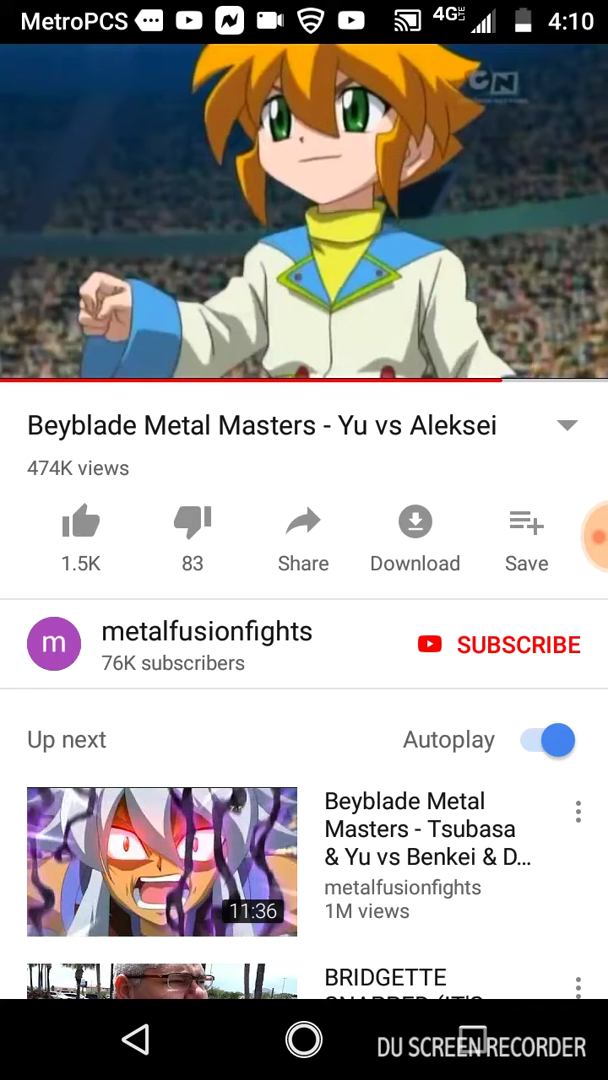 MetroPCS 4G LTE 4:10
CN
Beyblade Metal Masters - Yu vs Aleksei
474K views
1.5K 83 Share Download Save
m metalfusionfights SUBSCRIBE
76K subscribers
Up next Autoplay
Beyblade Metal
Masters - Tsubasa
& Yu vs Benkei & D...
metalfusionfights
1M views
11:36
BRIDGETTE
DU SCREEN RECORDER